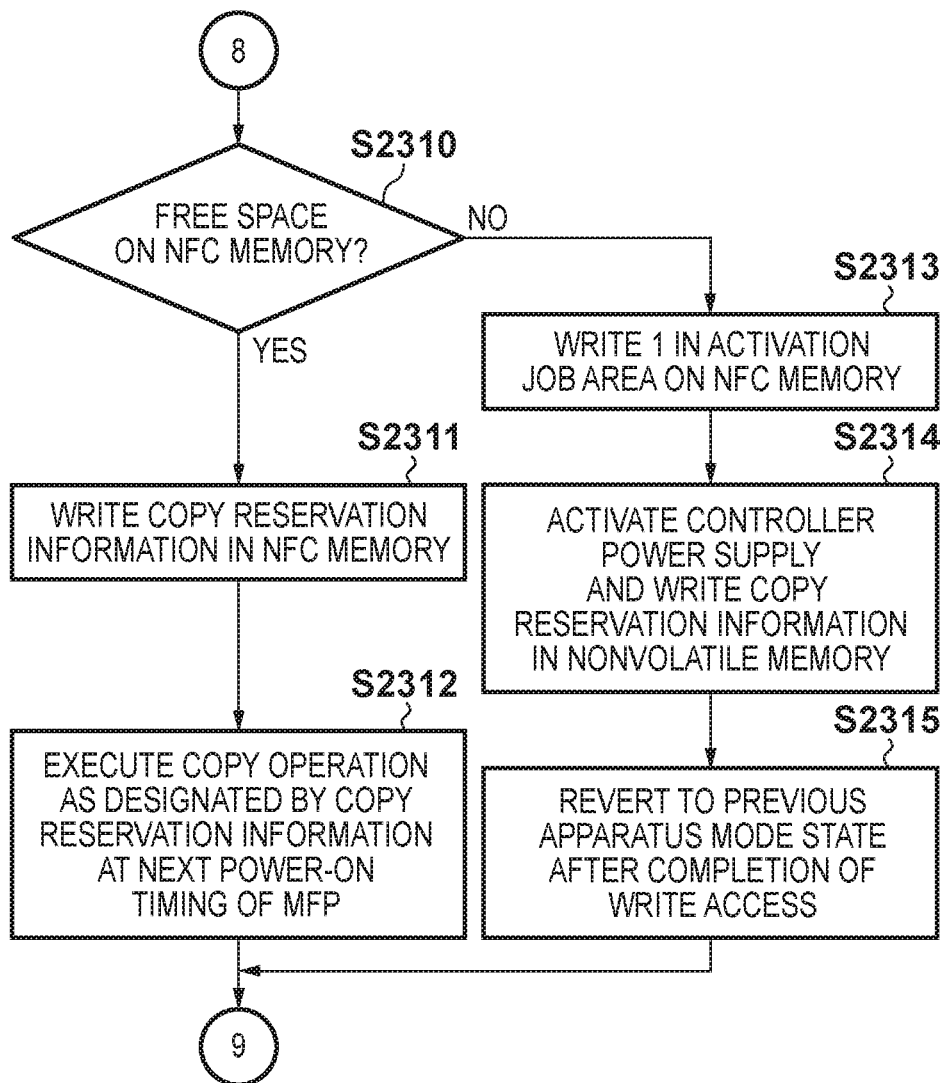 8
S2310
FREE SPACE
ON NFC MEMORY?
NO
YES
S2313
WRITE 1 IN ACTIVATION
JOB AREA ON NFC MEMORY
S2311
WRITE COPY RESERVATION
INFORMATION IN NFC MEMORY
S2314
ACTIVATE CONTROLLER
POWER SUPPLY
AND WRITE COPY
RESERVATION INFORMATION
IN NONVOLATILE MEMORY
S2312
EXECUTE COPY OPERATION
AS DESIGNATED BY COPY
RESERVATION INFORMATION
AT NEXT POWER-ON
TIMING OF MFP
S2315
REVERT TO PREVIOUS
APPARATUS MODE STATE
AFTER COMPLETION OF
WRITE ACCESS
9